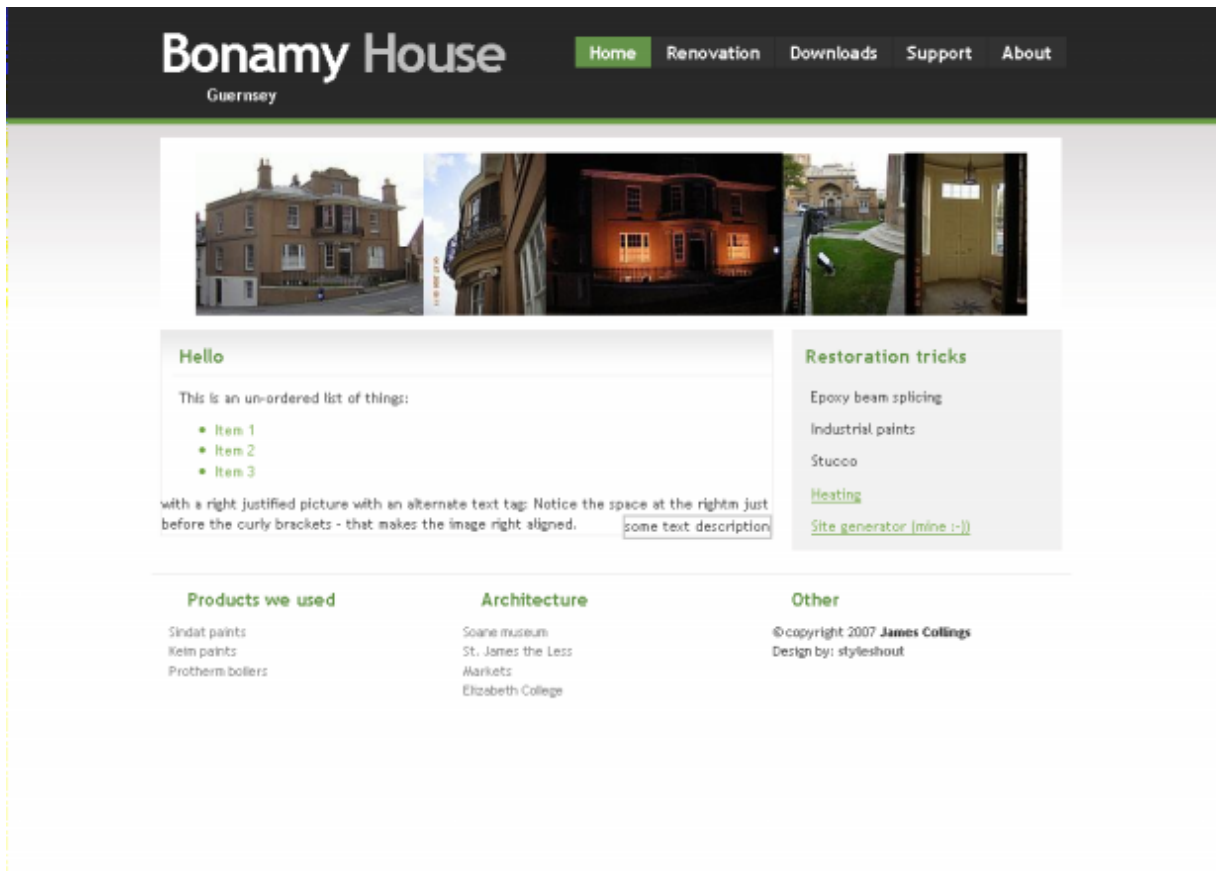 Bonamy House
Guernsey
Home Renovation Downloads Support About
Hello
This is an un-ordered list of things:
Item 1
Item 2
Item 3
with a right justified picture with an alternate text tag: Notice the space at the rightm just
before the curly brackets - that makes the image right aligned.
some text description
Restoration tricks
Epoxy beam splicing
Industrial paints
Stucco
Heating
Site generator (mine :-))
Products we used
Sindat paints
Keim paints
Protherm boilers
Architecture
Soane museum
St. James the Less
Markets
Elizabeth College
Other
© copyright 2007 James Collings
Design by: styleshout